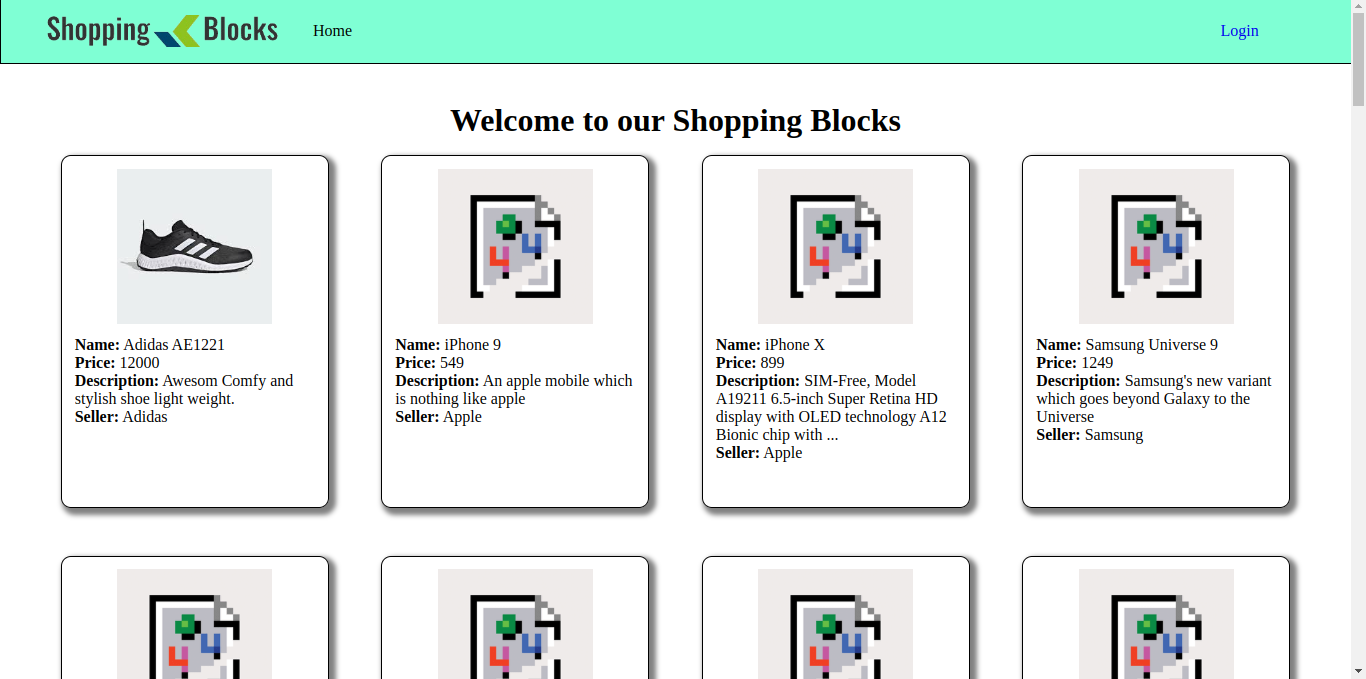 Shopping Blocks Home Login
Welcome to our Shopping Blocks
Name: Adidas AE1221
Price: 12000
Description: Awesom Comfy and
stylish shoe light weight.
Seller: Adidas
Name: iPhone 9
Price: 549
Description: An apple mobile which
is nothing like apple
Seller: Apple
Name: iPhone X
Price: 899
Description: SIM-Free, Model
A19211 6.5-inch Super Retina HD
display with OLED technology A12
Bionic chip with ...
Seller: Apple
Name: Samsung Universe 9
Price: 1249
Description: Samsung's new variant
which goes beyond Galaxy to the
Universe
Seller: Samsung